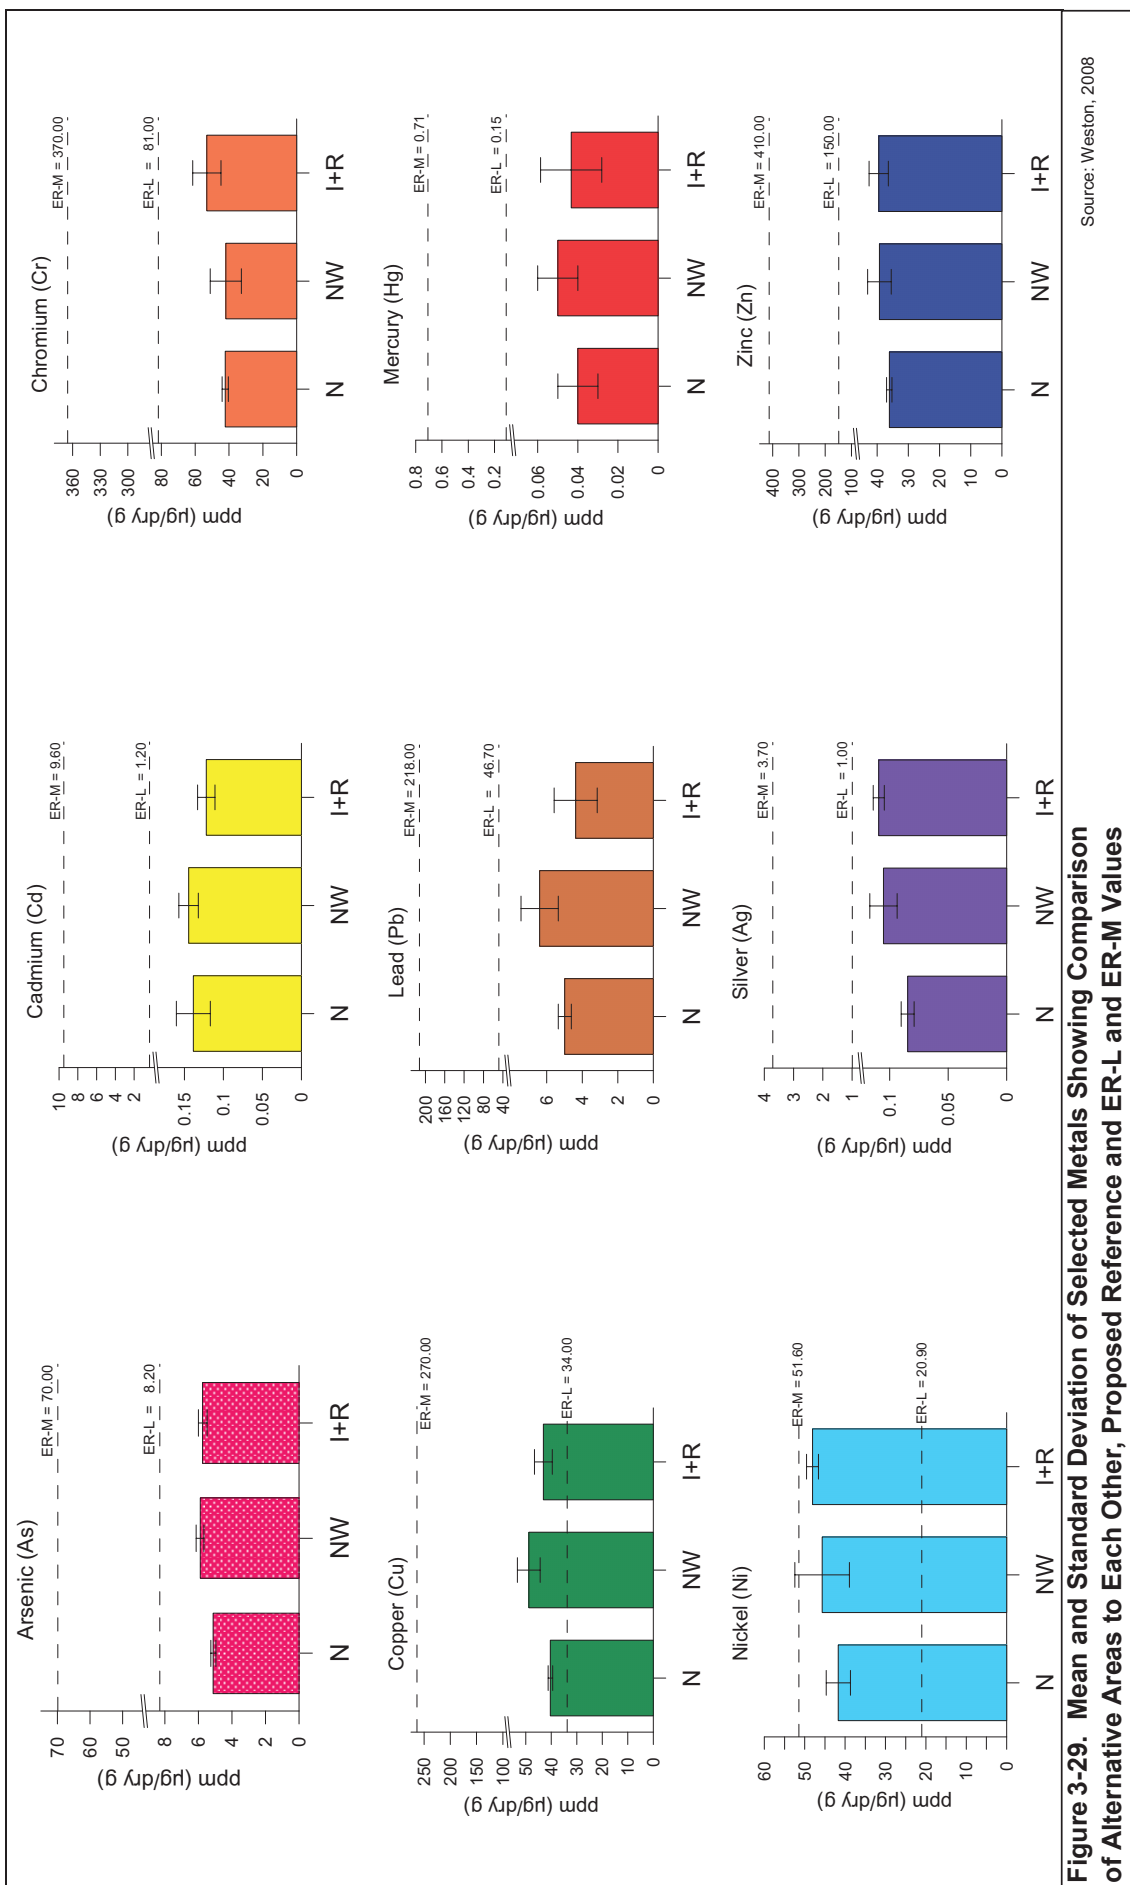 Arsenic (As)
ppm (µg/dry g)
70
60
50
8
6
4
2
0
ER-M = 70.00
ER-L = 8.20
N NW I+R
Cadmium (Cd)
ppm (µg/dry g)
10
8
6
4
2
0.15
0.1
0.05
0
ER-M = 9.60
ER-L = 1.20
N NW I+R
Chromium (Cr)
ppm (µg/dry g)
360
330
300
80
60
40
20
0
ER-M = 370.00
ER-L = 81.00
N NW I+R
Copper (Cu)
ppm (µg/dry g)
250
200
150
100
50
40
30
20
10
0
ER-M = 270.00
ER-L = 34.00
N NW I+R
Lead (Pb)
ppm (µg/dry g)
200
160
120
80
40
6
4
2
0
ER-M = 218.00
ER-L = 46.70
N NW I+R
Mercury (Hg)
ppm (µg/dry g)
0.8
0.6
0.4
0.2
0.06
0.04
0.02
0
ER-M = 0.71
ER-L = 0.15
N NW I+R
Nickel (Ni)
ppm (µg/dry g)
60
50
40
30
20
10
0
ER-M = 51.60
ER-L = 20.90
N NW I+R
Silver (Ag)
ppm (µg/dry g)
4
3
2
1
0.1
0.05
0
ER-M = 3.70
ER-L = 1.00
N NW I+R
Zinc (Zn)
ppm (µg/dry g)
400
300
200
100
40
30
20
10
0
ER-M = 410.00
ER-L = 150.00
N NW I+R
Source: Weston, 2008
Figure 3-29. Mean and Standard Deviation of Selected Metals Showing Comparison
of Alternative Areas to Each Other, Proposed Reference and ER-L and ER-M Values